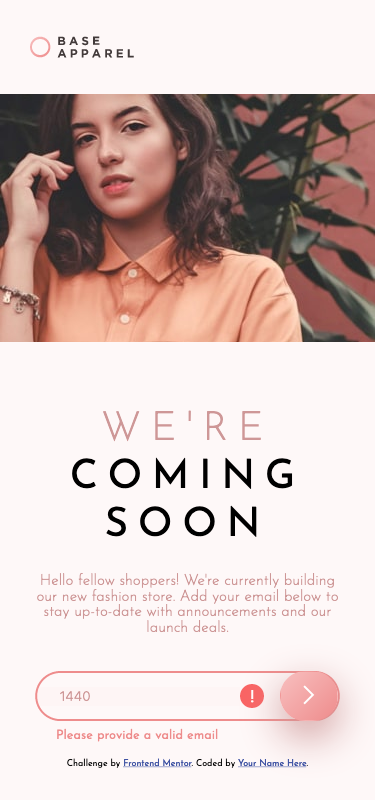 BASE
APPAREL
WE'RE
COMING
SOON
Hello fellow shoppers! We're currently building
our new fashion store. Add your email below to
stay up-to-date with announcements and our
launch deals.
1440
!
Please provide a valid email
Challenge by Frontend Mentor. Coded by Your Name Here.